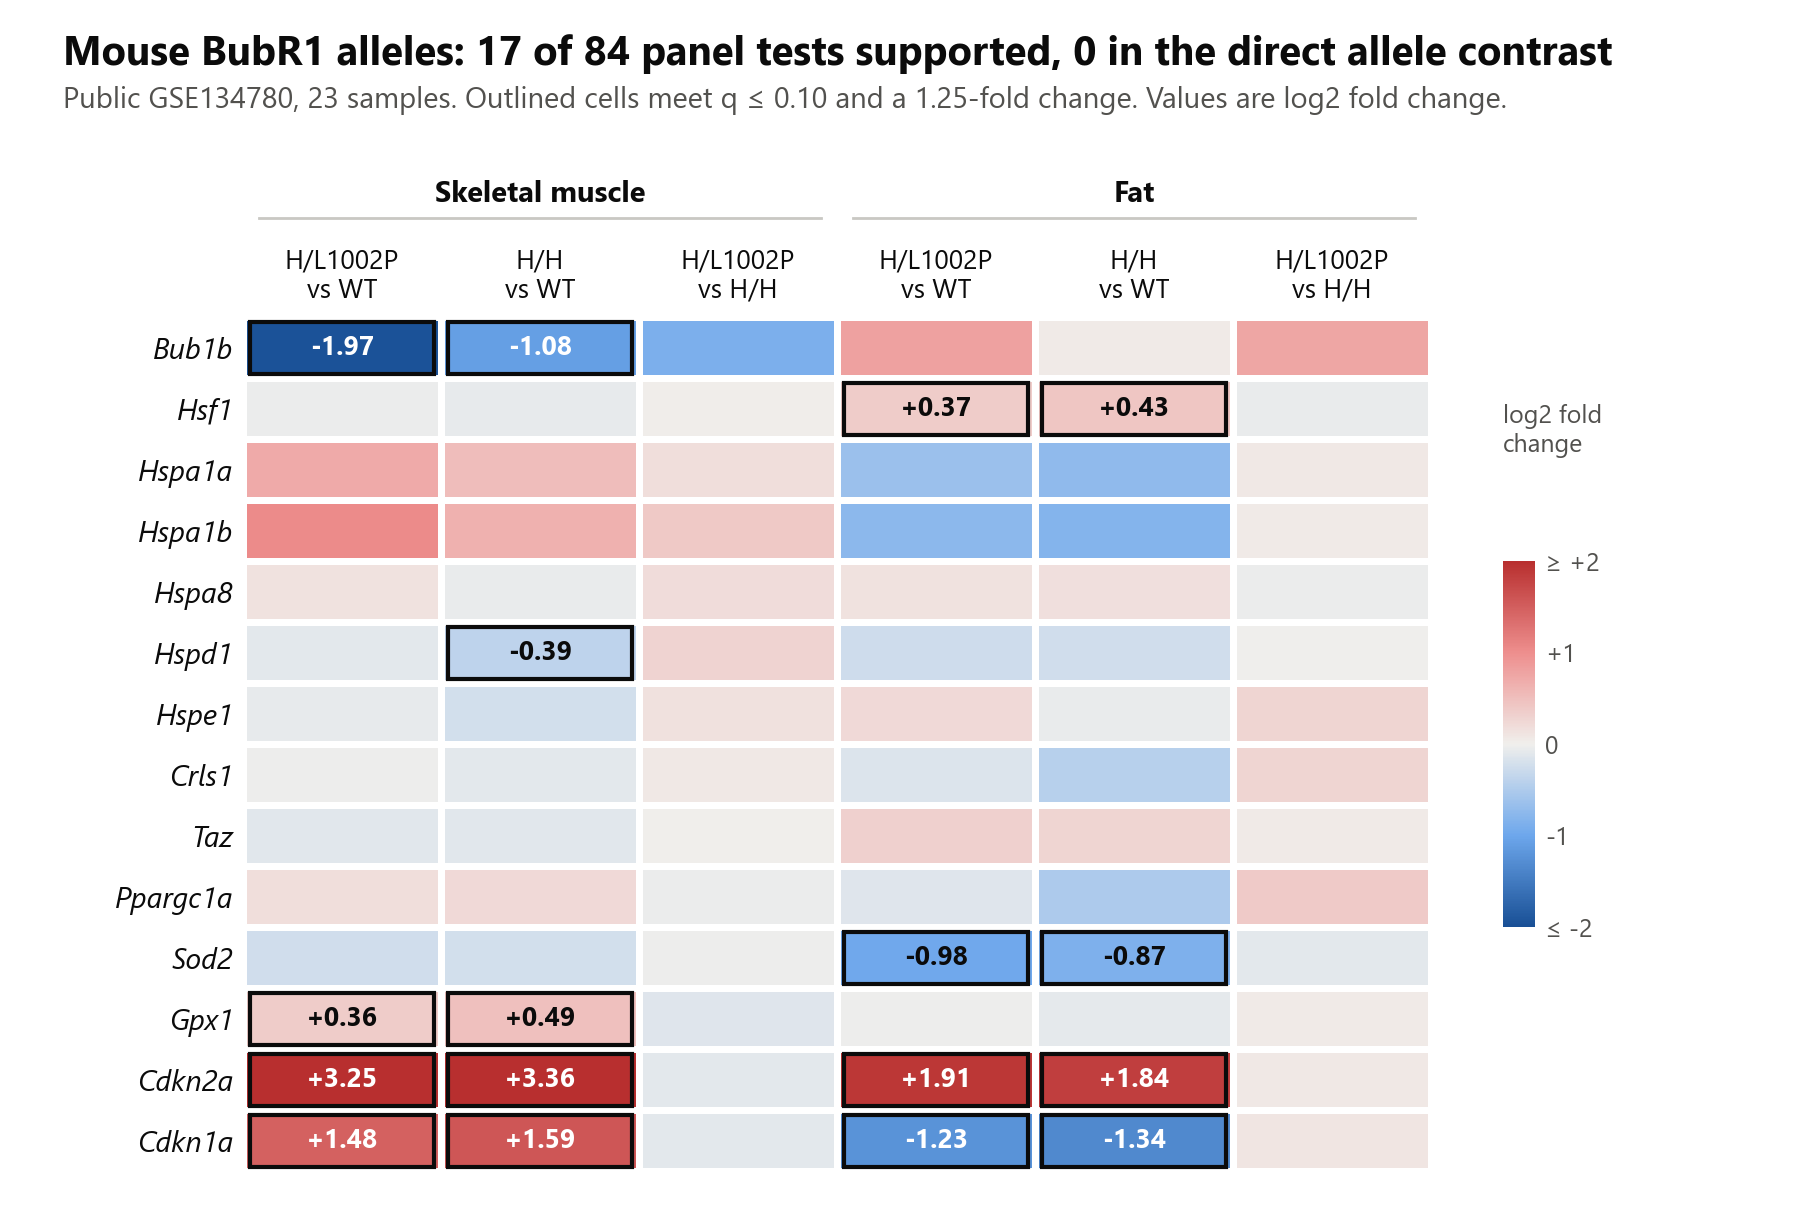 Mouse BubR1 alleles: 17 of 84 panel tests supported, 0 in the direct allele contrast
Public GSE134780, 23 samples. Outlined cells meet q ≤ 0.10 and a 1.25-fold change. Values are log2 fold change.
Skeletal muscle Fat
H/L1002P H/H H/L1002P H/L1002P H/H H/L1002P
vs WT vs WT vs H/H vs WT vs WT vs H/H
Bub1b -1.97 -1.08
Hsf1 +0.37 +0.43
Hspa1a
Hspa1b
Hspa8
Hspd1 -0.39
Hspe1
Crls1
Taz
Ppargc1a
Sod2 -0.98 -0.87
Gpx1 +0.36 +0.49
Cdkn2a +3.25 +3.36 +1.91 +1.84
Cdkn1a +1.48 +1.59 -1.23 -1.34
log2 fold
change
≥ +2
+1
0
-1
≤ -2